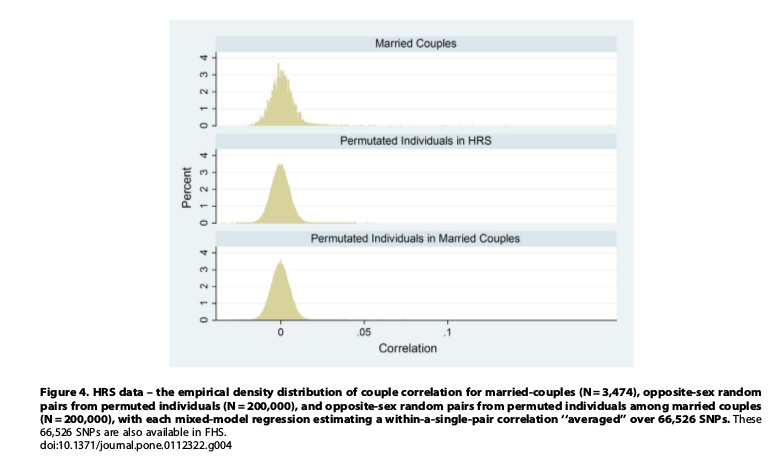 Married Couples
4
3
2
1
0
Permutated Individuals in HRS
4
3
2
1
0
Percent
Permutated Individuals in Married Couples
4
3
2
1
0
0 .05 .1
Correlation
Figure 4. HRS data – the empirical density distribution of couple correlation for married-couples (N = 3,474), opposite-sex random
pairs from permuted individuals (N = 200,000), and opposite-sex random pairs from permuted individuals among married couples
(N = 200,000), with each mixed-model regression estimating a within-a-single-pair correlation ‘‘averaged’’ over 66,526 SNPs. These
66,526 SNPs are also available in FHS.
doi:10.1371/journal.pone.0112322.g004